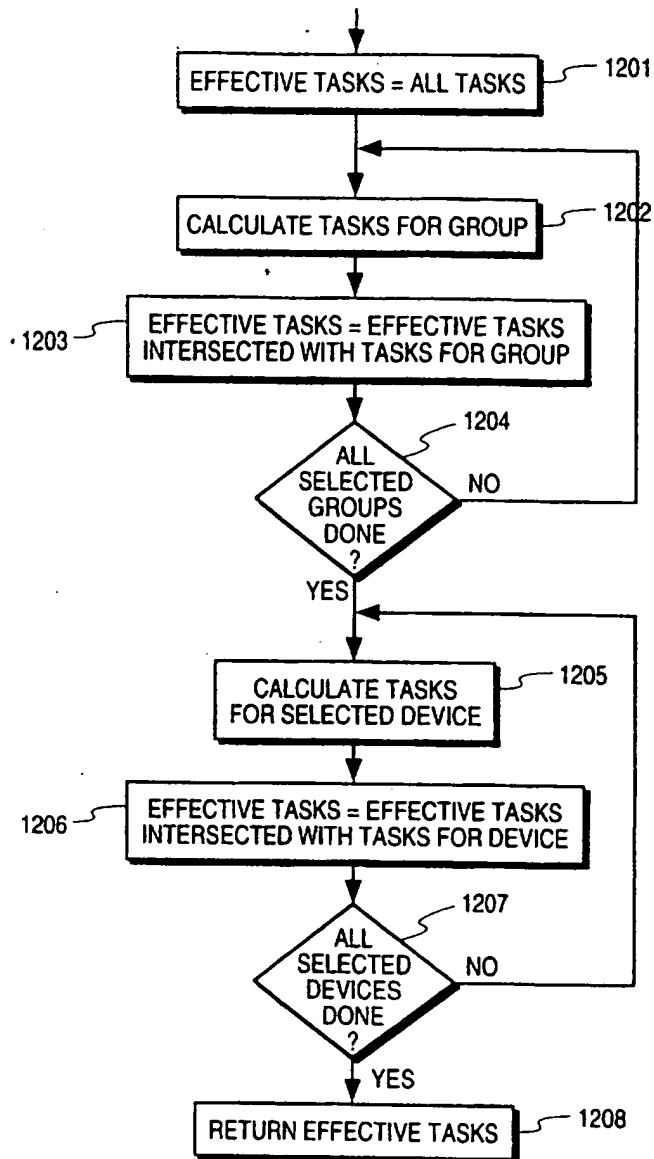 EFFECTIVE TASKS = ALL TASKS
1201
CALCULATE TASKS FOR GROUP
1202
EFFECTIVE TASKS = EFFECTIVE TASKS
INTERSECTED WITH TASKS FOR GROUP
1203
1204
ALL
SELECTED
GROUPS
DONE
?
NO
YES
CALCULATE TASKS
FOR SELECTED DEVICE
1205
EFFECTIVE TASKS = EFFECTIVE TASKS
INTERSECTED WITH TASKS FOR DEVICE
1206
1207
ALL
SELECTED
DEVICES
DONE
?
NO
YES
RETURN EFFECTIVE TASKS
1208